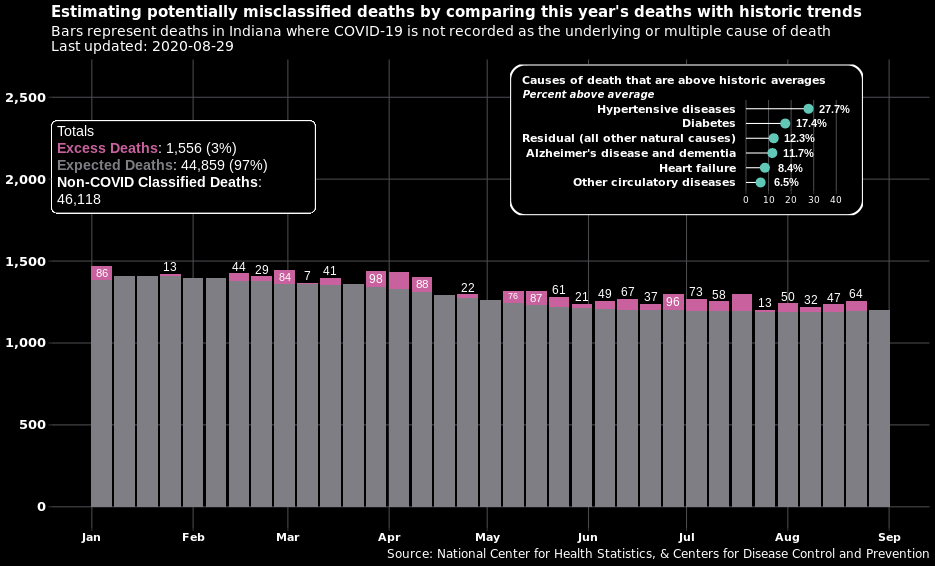 Estimating potentially misclassified deaths by comparing this year's deaths with historic trends
Bars represent deaths in Indiana where COVID-19 is not recorded as the underlying or multiple cause of death
Last updated: 2020-08-29
Causes of death that are above historic averages
Percent above average
Hypertensive diseases 27.7%
Diabetes 17.4%
Residual (all other natural causes) 12.3%
Alzheimer's disease and dementia 11.7%
Heart failure 8.4%
Other circulatory diseases 6.5%
0 10 20 30 40
Totals
Excess Deaths: 1,556 (3%)
Expected Deaths: 44,859 (97%)
Non-COVID Classified Deaths:
46,118
2,500
2,000
1,500
1,000
500
0
86 13 44 29 84 7 41 98 88 22 76 87 61 21 49 67 37 96 73 58 13 50 32 47 64
Jan Feb Mar Apr May Jun Jul Aug Sep
Source: National Center for Health Statistics, & Centers for Disease Control and Prevention